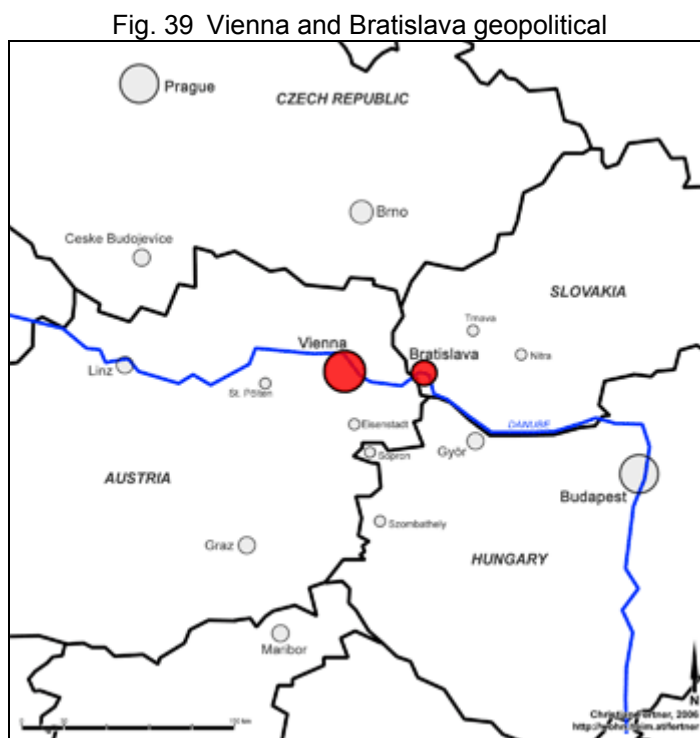 Fig. 39 Vienna and Bratislava geopolitical
Prague
CZECH REPUBLIC
Brno
Ceske Budojevice
SLOVAKIA
Trnava
Vienna
Bratislava
Nitra
Linz
St. Pölten
Eisenstadt
DANUBE
Györ
Sopron
AUSTRIA
Budapest
Szombathely
Graz
HUNGARY
Maribor
N
Christian Fertner, 2006